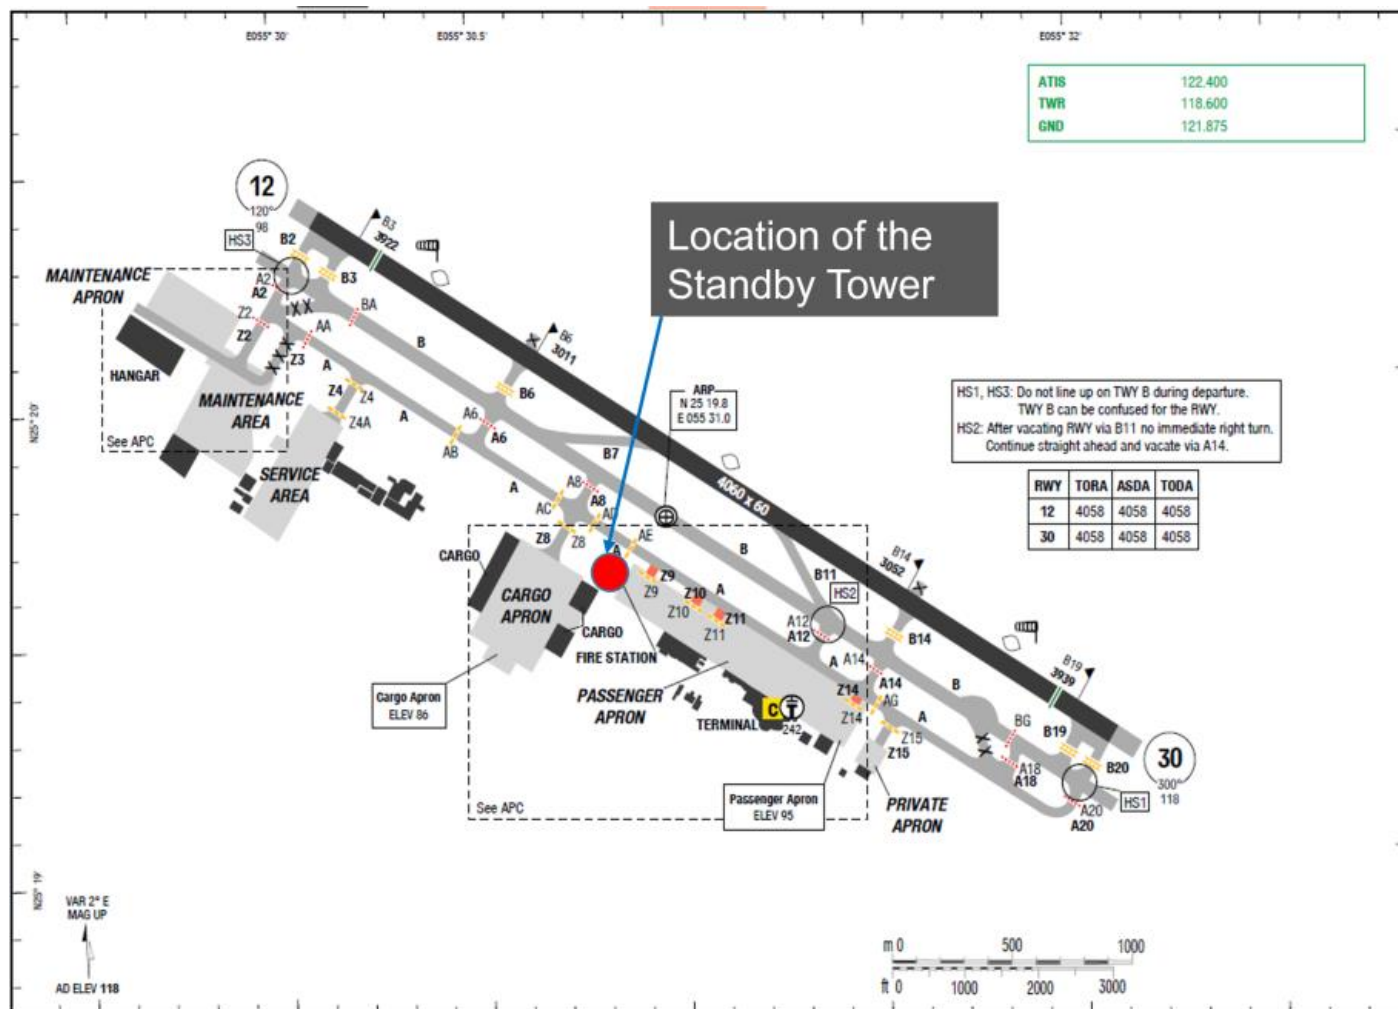 E055° 30'
E055° 30.5'
E055° 32'
ATIS 122.400
TWR 118.600
GND 121.875
12
120°
98
HS3
B2
B3
B3
3922
Location of the
Standby Tower
MAINTENANCE
APRON
A2
A2
Z2
Z2
BA
AA
Z3
B
B6
3011
A
HANGAR
MAINTENANCE
AREA
Z4
Z4
Z4A
A
B6
A6
A6
AB
See APC
N25° 20'
ARP
N 25 19.8
E 055 31.0
HS1, HS3: Do not line up on TWY B during departure.
TWY B can be confused for the RWY.
HS2: After vacating RWY via B11 no immediate right turn.
Continue straight ahead and vacate via A14.
SERVICE
AREA
B7
A
A8
A8
AC
AD
4060 x 60
RWY TORA ASDA TODA
12 4058 4058 4058
30 4058 4058 4058
Z8
Z8
AE
A
B
CARGO
CARGO
APRON
Z9
Z9
A
Z10
Z10
Z11
Z11
B11
B14
3052
HS2
CARGO
FIRE STATION
A12
A12
B14
A
A14
A14
PASSENGER
APRON
Cargo Apron
ELEV 86
B
B19
3939
Z14
Z14
AG
A
TERMINAL
C
T
242
Z15
Z15
BG
B19
A18
A18
B20
30
300°
118
HS1
A20
A20
See APC
Passenger Apron
ELEV 95
PRIVATE
APRON
N25° 19'
VAR 2° E
MAG UP
AD ELEV 118
m 0 500 1000
ft 0 1000 2000 3000